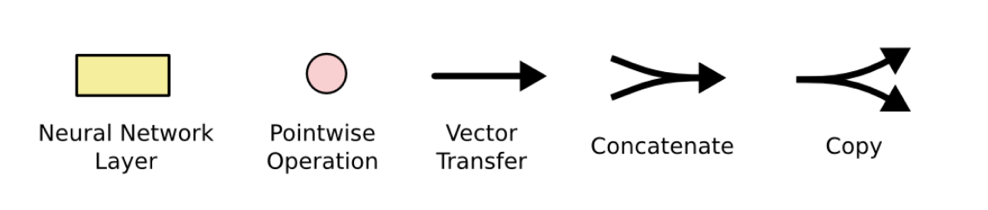 Neural Network
Layer
Pointwise
Operation
Vector
Transfer
Concatenate
Copy